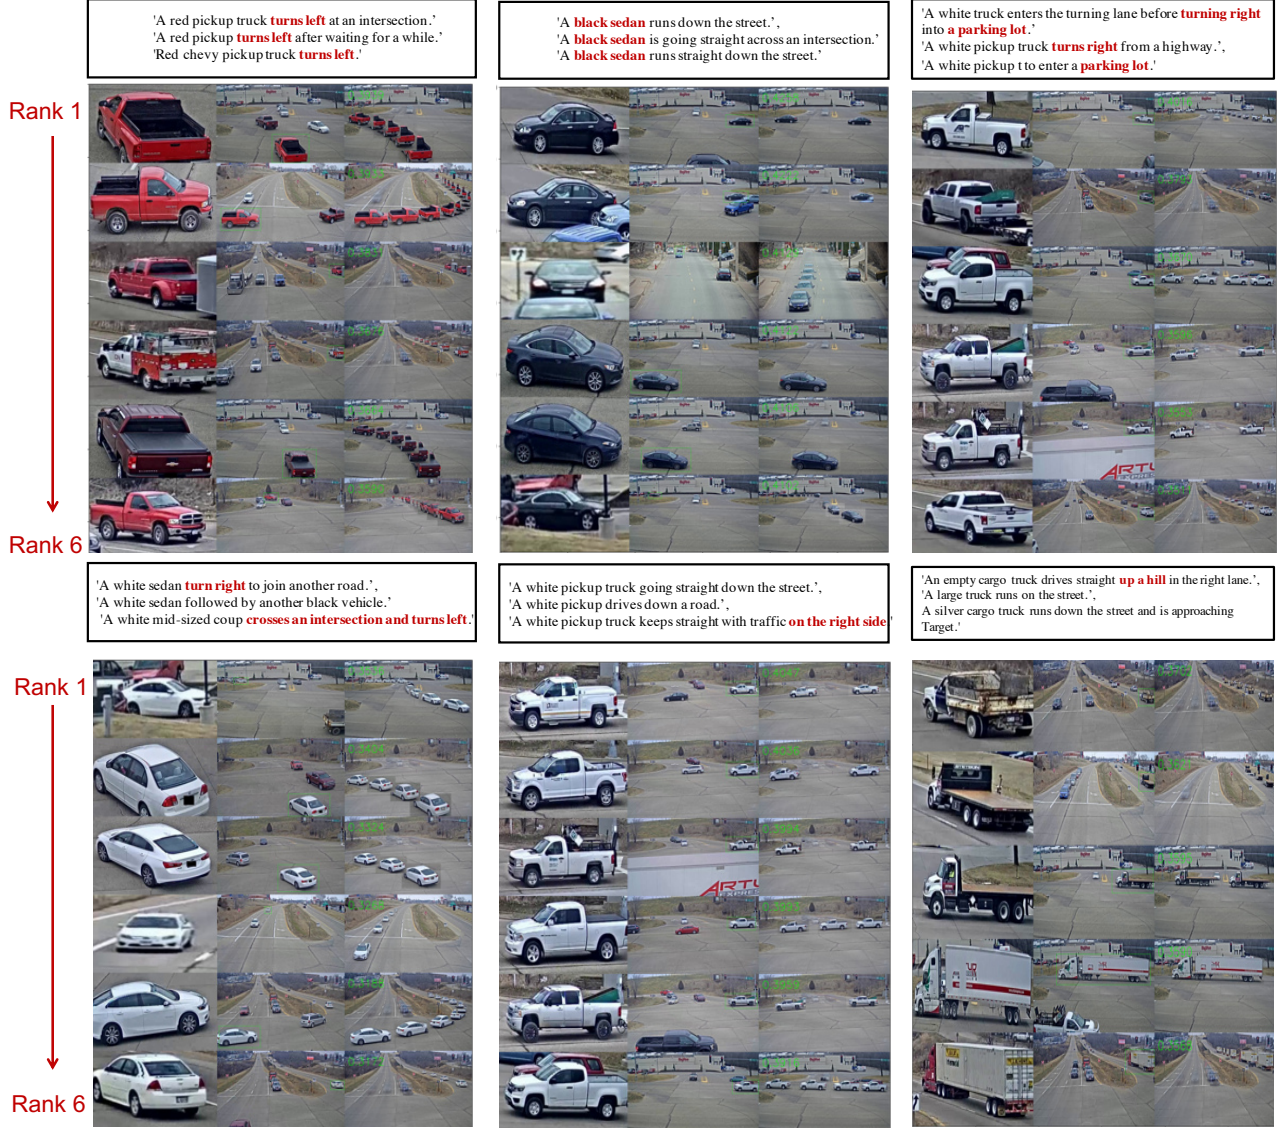 'A red pickup truck turns left at an intersection.'
'A red pickup turns left after waiting for a while.'
'Red chevy pickup truck turns left.'
'A black sedan runs down the street.',
'A black sedan is going straight across an intersection.'
'A black sedan runs straight down the street.'
'A white truck enters the turning lane before turning right
into a parking lot.'
'A white pickup truck turns right from a highway.',
'A white pickup t to enter a parking lot.'
Rank 1
Rank 6
'A white sedan turn right to join another road.',
'A white sedan followed by another black vehicle.'
'A white mid-sized coup crosses an intersection and turns left.'
'A white pickup truck going straight down the street.',
'A white pickup drives down a road.',
'A white pickup truck keeps straight with traffic on the right side.'
'An empty cargo truck drives straight up a hill in the right lane.',
'A large truck runs on the street.',
A silver cargo truck runs down the street and is approaching
Target.'
Rank 1
ARTU
Rank 6